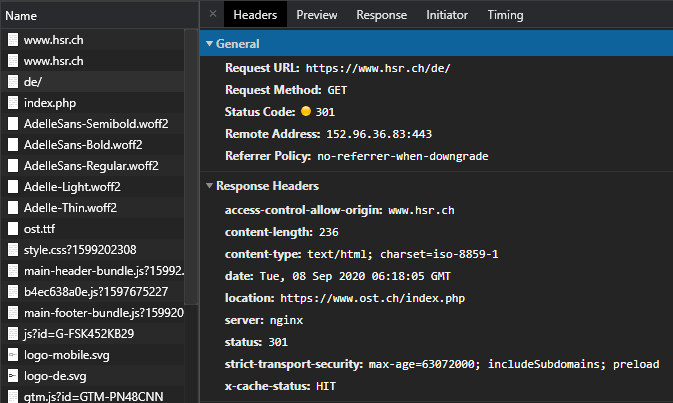 Name
www.hsr.ch
www.hsr.ch
de/
index.php
AdelleSans-Semibold.woff2
AdelleSans-Bold.woff2
AdelleSans-Regular.woff2
Adelle-Light.woff2
Adelle-Thin.woff2
ost.ttf
style.css?1599202308
main-header-bundle.js?15992...
b4ec638a0e.js?1597675227
main-footer-bundle.js?159920
js?id=G-FSK452KB29
logo-mobile.svg
logo-de.svg
gtm.js?id=GTM-PN48CNN
× Headers Preview Response Initiator Timing
▼ General
Request URL: https://www.hsr.ch/de/
Request Method: GET
Status Code: 301
Remote Address: 152.96.36.83:443
Referrer Policy: no-referrer-when-downgrade
▼ Response Headers
access-control-allow-origin: www.hsr.ch
content-length: 236
content-type: text/html; charset=iso-8859-1
date: Tue, 08 Sep 2020 06:18:05 GMT
location: https://www.ost.ch/index.php
server: nginx
status: 301
strict-transport-security: max-age=63072000; includeSubdomains; preload
x-cache-status: HIT